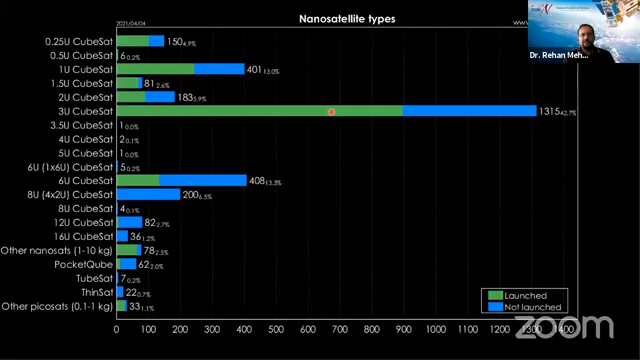 Nanosatellite types
2021/04/04
www.
0.25U CubeSat 150 4.9%
0.5U CubeSat 6 0.2%
1U CubeSat 401 13.0%
1.5U CubeSat 81 2.6%
2U CubeSat 183 5.9%
3U CubeSat 1315 42.7%
3.5U CubeSat 1 0.0%
4U CubeSat 2 0.1%
5U CubeSat 1 0.0%
6U (1x6U) CubeSat 5 0.2%
6U CubeSat 408 13.3%
8U (4x2U) CubeSat 200 6.5%
8U CubeSat 4 0.1%
12U CubeSat 82 2.7%
16U CubeSat 36 1.2%
Other nanosats (1-10 kg) 78 2.5%
PocketQube 62 2.0%
TubeSat 7 0.2%
ThinSat 22 0.7%
Other picosats (0.1-1 kg) 33 1.1%
0 100 200 300 400 500 600 700 800 900 1000 1100 1200 1300 1400
Launched
Not launched
Dr. Rehan Meh...
zoom